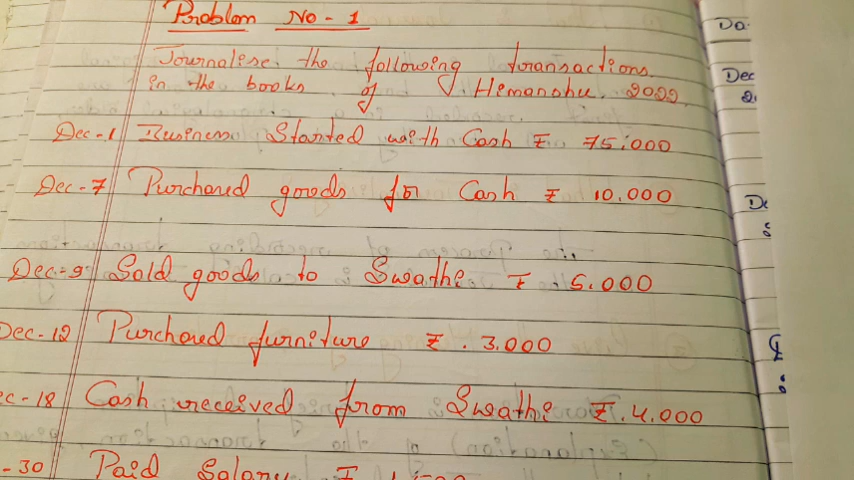 Problem No - 1
Journalise the following transactions
in the books of Himanshu. 2022
Dec-1 Business Started with Cash ₹ 75,000
Dec-7 Purchased goods for Cash ₹ 10,000
Dec-9 Sold goods to Swathi ₹ 5,000
Dec-12 Purchased furniture ₹. 3,000
-18 Cash received from Swathi ₹. 4,000
-30 Paid Salary ₹
Dec